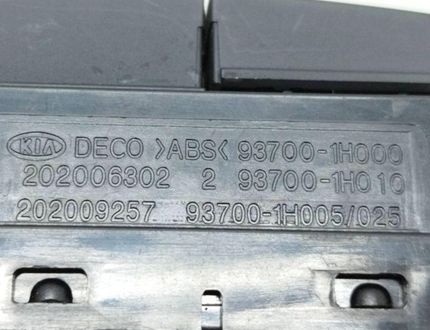 KIA DECO >ABS< 93700-1H000
202006302 2 93700-1H010
202009257 93700-1H005/025